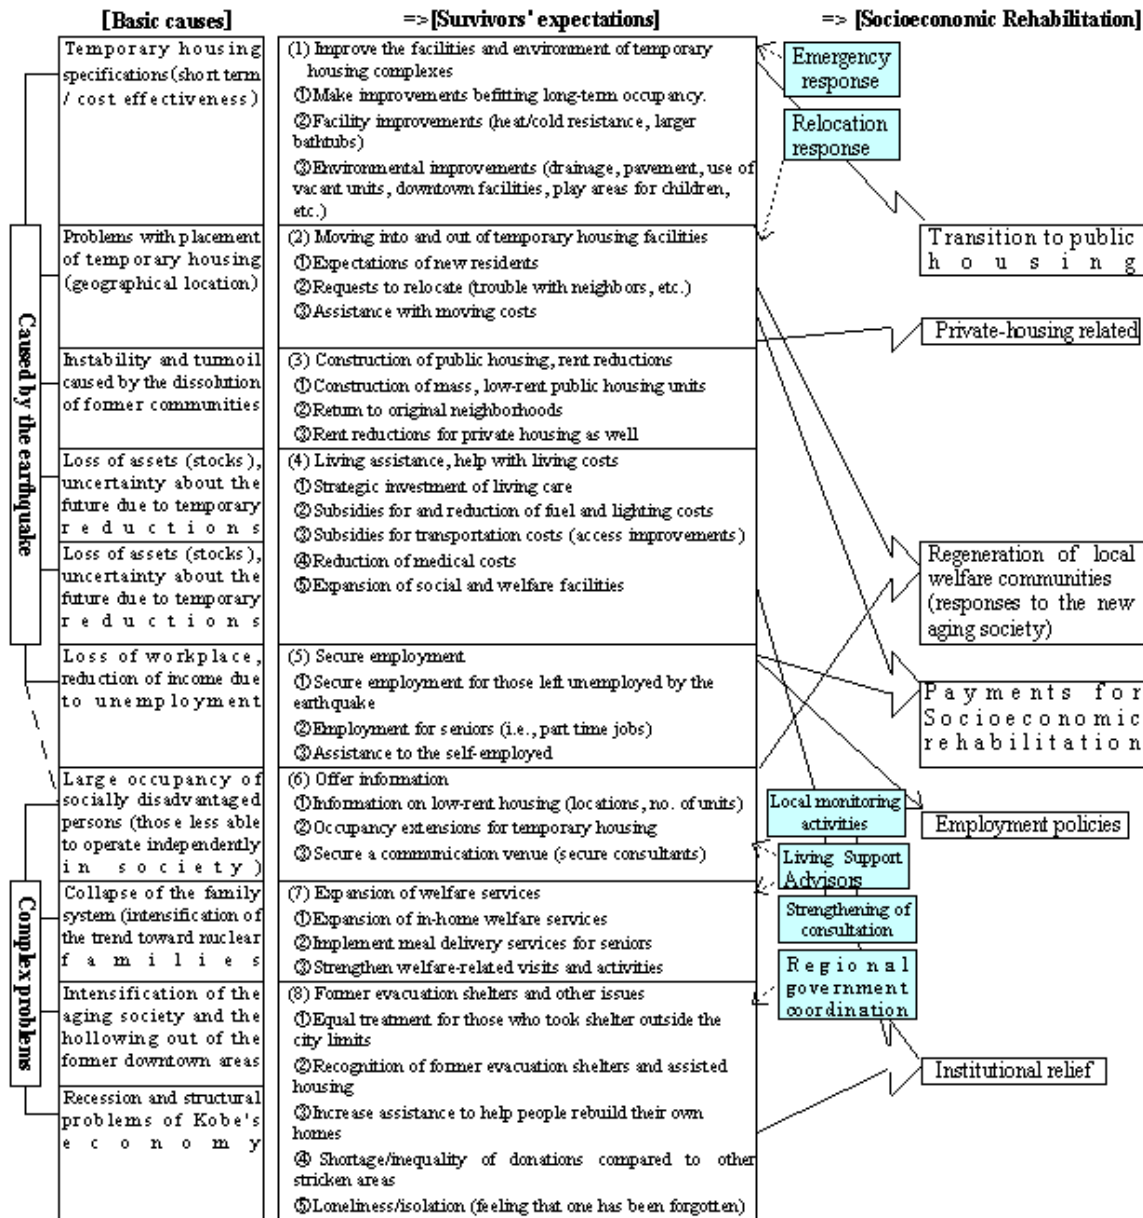 [Basic causes]
=> [Survivors' expectations]
=> [Socioeconomic Rehabilitation]
Caused by the earthquake
Complex problems
Temporary housing
specifications (short term
/ cost effectiveness)
Problems with placement
of temporary housing
(geographical location)
Instability and turmoil
caused by the dissolution
of former communities
Loss of assets (stocks),
uncertainty about the
future due to temporary
reductions
Loss of assets (stocks),
uncertainty about the
future due to temporary
reductions
Loss of workplace,
reduction of income due
to unemployment
Large occupancy of
socially disadvantaged
persons (those less able
to operate independently
in society)
Collapse of the family
system (intensification of
the trend toward nuclear
families
Intensification of the
aging society and the
hollowing out of the
former downtown areas
Recession and structural
problems of Kobe's
economy
(1) Improve the facilities and environment of temporary
housing complexes
①Make improvements befitting long-term occupancy.
②Facility improvements (heat/cold resistance, larger
bathtubs)
③Environmental improvements (drainage, pavement, use of
vacant units, downtown facilities, play areas for children,
etc.)
(2) Moving into and out of temporary housing facilities
①Expectations of new residents
②Requests to relocate (trouble with neighbors, etc.)
③Assistance with moving costs
(3) Construction of public housing, rent reductions
①Construction of mass, low-rent public housing units
②Return to original neighborhoods
③Rent reductions for private housing as well
(4) Living assistance, help with living costs
①Strategic investment of living care
②Subsidies for and reduction of fuel and lighting costs
③Subsidies for transportation costs (access improvements)
④Reduction of medical costs
⑤Expansion of social and welfare facilities
(5) Secure employment
①Secure employment for those left unemployed by the
earthquake
②Employment for seniors (i.e., part time jobs)
③Assistance to the self-employed
(6) Offer information
①Information on low-rent housing (locations, no. of units)
②Occupancy extensions for temporary housing
③Secure a communication venue (secure consultants)
(7) Expansion of welfare services
①Expansion of in-home welfare services
②Implement meal delivery services for seniors
③Strengthen welfare-related visits and activities
(8) Former evacuation shelters and other issues
①Equal treatment for those who took shelter outside the
city limits
②Recognition of former evacuation shelters and assisted
housing
③Increase assistance to help people rebuild their own
homes
④ Shortage/inequality of donations compared to other
stricken areas
⑤Loneliness/isolation (feeling that one has been forgotten)
Emergency
response
Relocation
response
Local monitoring
activities
Living Support
Advisors
Strengthening of
consultation
Regional
government
coordination
Transition to public
housing
Private-housing related
Regeneration of local
welfare communities
(responses to the new
aging society)
Payments for
Socioeconomic
rehabilitation
Employment policies
Institutional relief